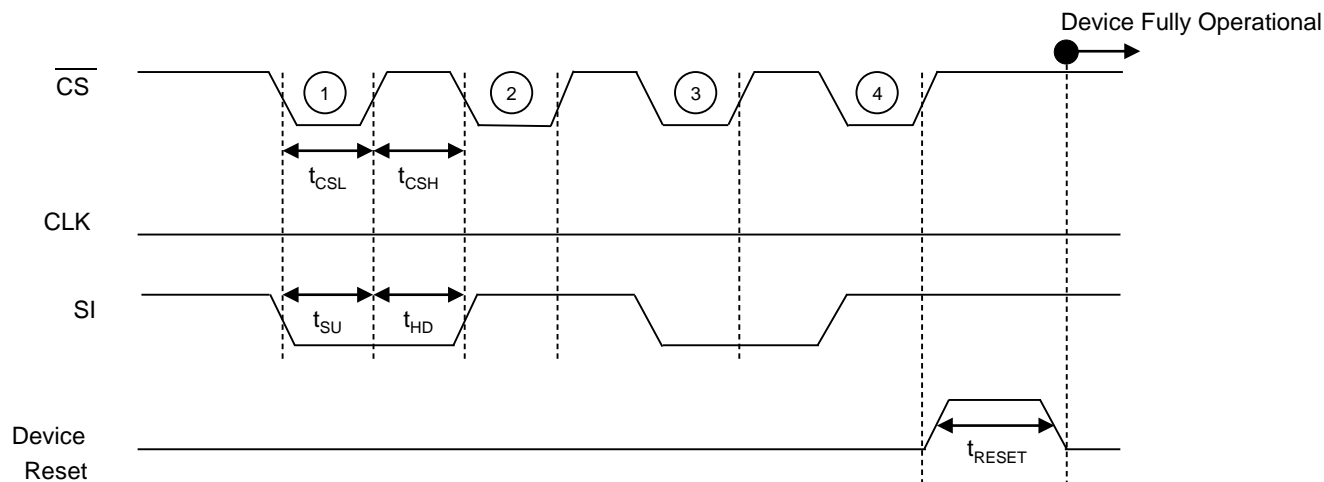 Device Fully Operational
CS
1
2
3
4
tCSL
tCSH
CLK
SI
tSU
tHD
Device
Reset
tRESET